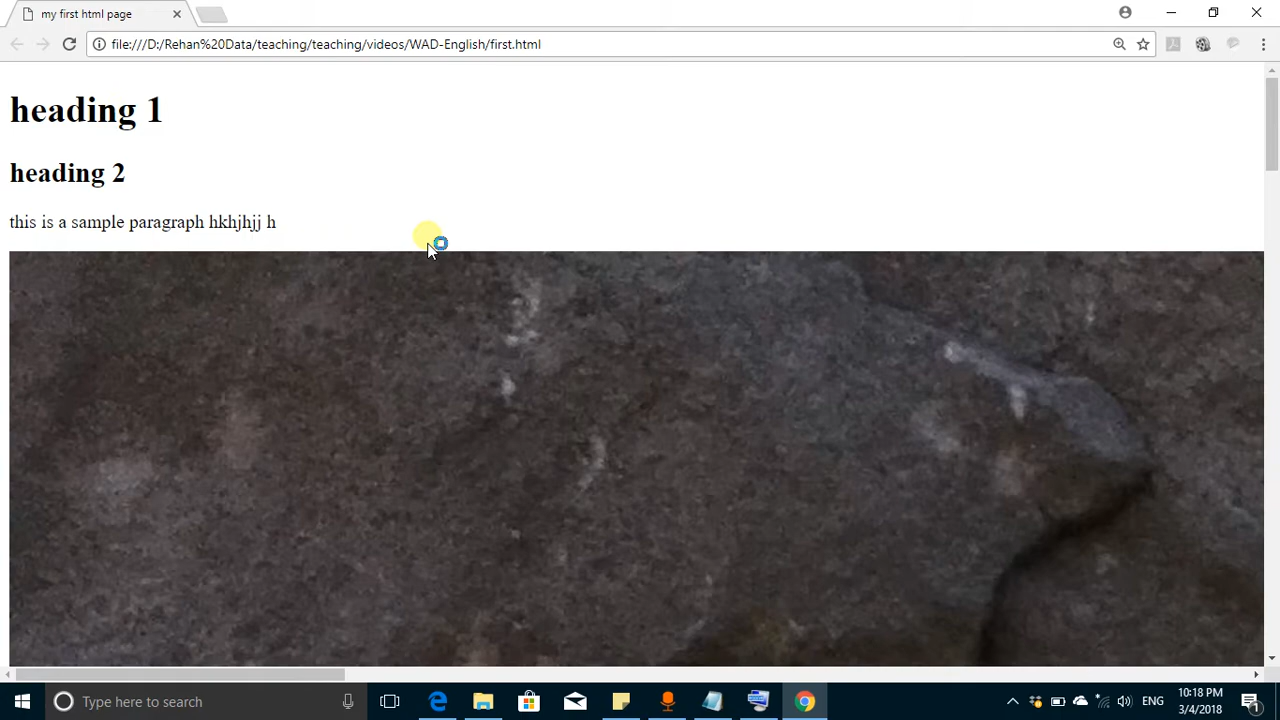 my first html page
file:///D:/Rehan%20Data/teaching/teaching/videos/WAD-English/first.html
heading 1
heading 2
this is a sample paragraph hkhjhjj h
Type here to search
ENG
10:18 PM
3/4/2018
1